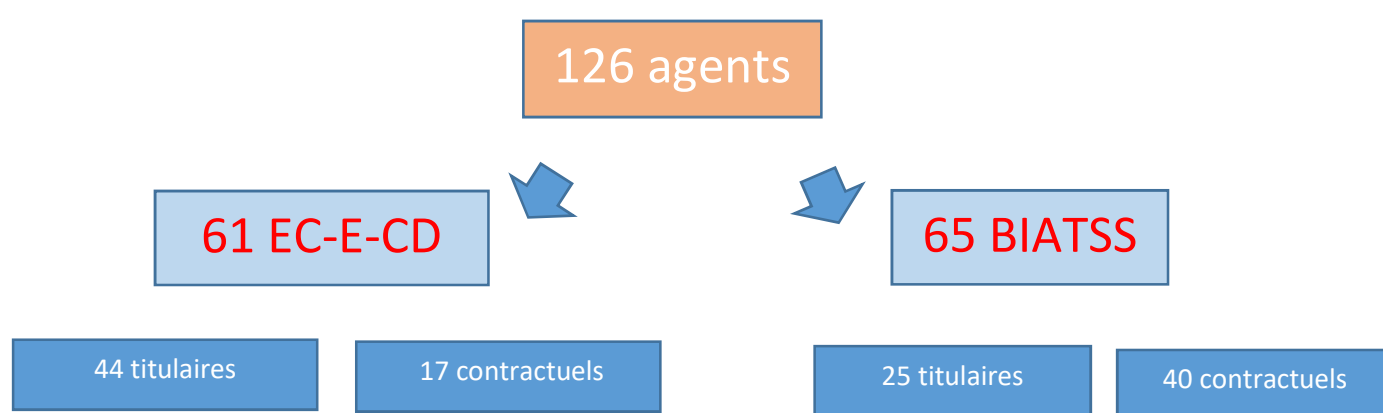 126 agents
61 EC-E-CD
65 BIATSS
44 titulaires
17 contractuels
25 titulaires
40 contractuels